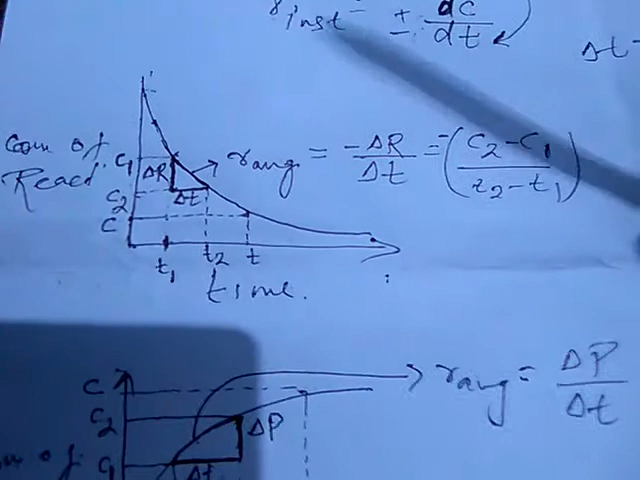 r inst = ± dc/dt
Δt
Con of React
C1
C2
C
ΔR
Δt
r avg = -ΔR/Δt = -(C2-C1/t2-t1)
t1 t2 t
time.
C
C2
C1
ΔP
Δt
r avg = ΔP/Δt